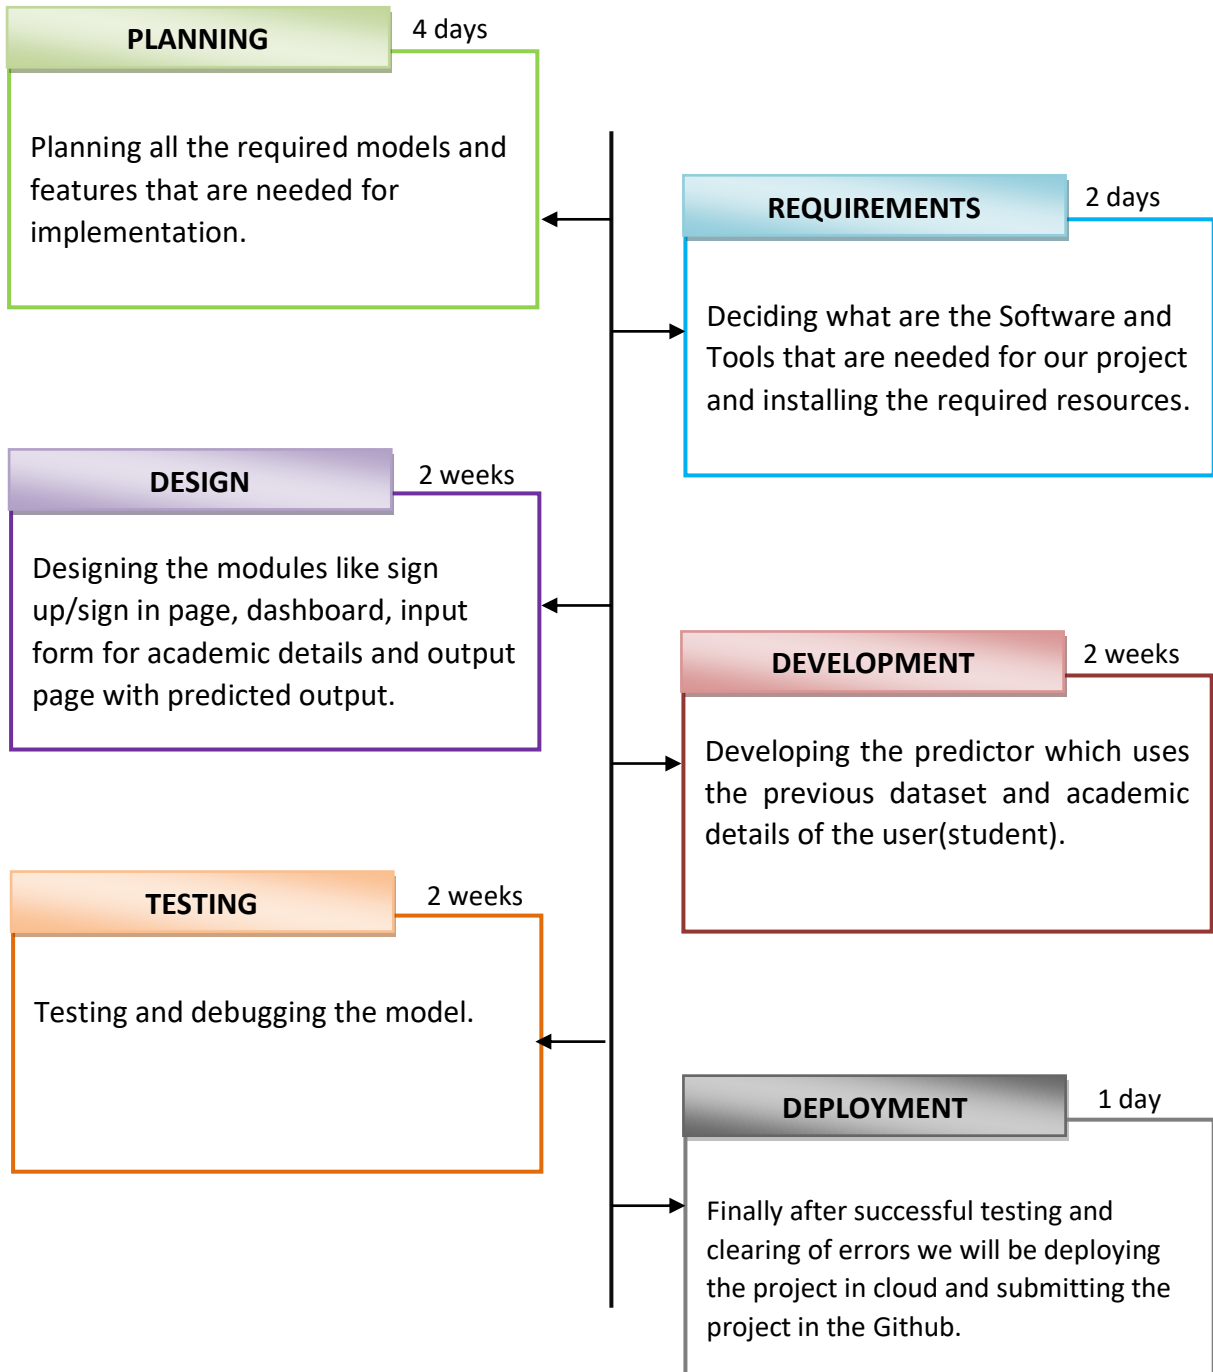 PLANNING
4 days
Planning all the required models and
features that are needed for
implementation.
REQUIREMENTS
2 days
Deciding what are the Software and
Tools that are needed for our project
and installing the required resources.
DESIGN
2 weeks
Designing the modules like sign
up/sign in page, dashboard, input
form for academic details and output
page with predicted output.
DEVELOPMENT
2 weeks
Developing the predictor which uses
the previous dataset and academic
details of the user(student).
TESTING
2 weeks
Testing and debugging the model.
DEPLOYMENT
1 day
Finally after successful testing and
clearing of errors we will be deploying
the project in cloud and submitting the
project in the Github.